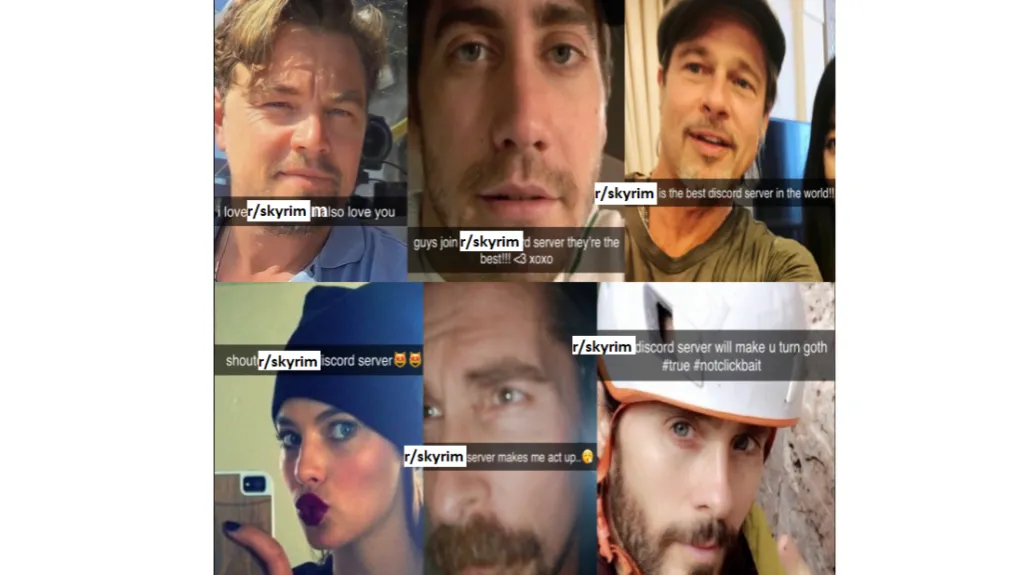 i love r/skyrim also love you
guys join r/skyrim rd server they're the
best!!! <3 xoxo
r/skyrim is the best discord server in the world!!
shout r/skyrim iscord server😻😻
r/skyrim server makes me act up..🥱
r/skyrim discord server will make u turn goth
#true #notclickbait